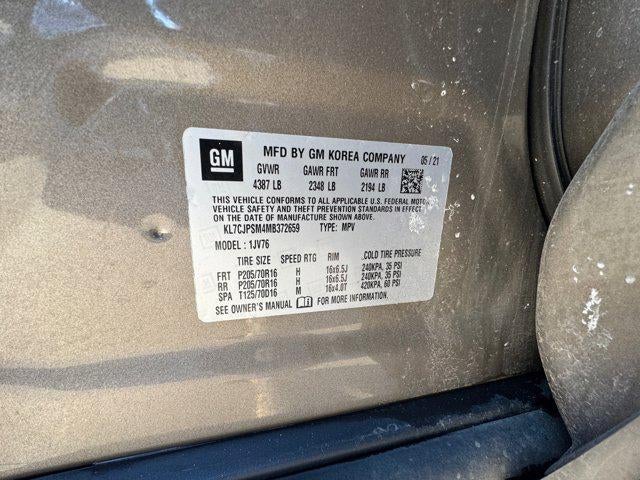 GM
MFD BY GM KOREA COMPANY 05/21
GVWR GAWR FRT GAWR RR
4387 LB 2348 LB 2194 LB
THIS VEHICLE CONFORMS TO ALL APPLICABLE U.S. FEDERAL MOTOR
VEHICLE SAFETY AND THEFT PREVENTION STANDARDS IN EFFECT
ON THE DATE OF MANUFACTURE SHOWN ABOVE.
KL7CJPSM4MB372659 TYPE: MPV
MODEL: 1JV76
TIRE SIZE SPEED RTG RIM COLD TIRE PRESSURE
FRT P205/70R16 H 16x6.5J 240KPA, 35 PSI
RR P205/70R16 H 16x6.5J 240KPA, 35 PSI
SPA T125/70D16 M 16x4.0T 420KPA, 60 PSI
SEE OWNER'S MANUAL FOR MORE INFORMATION.